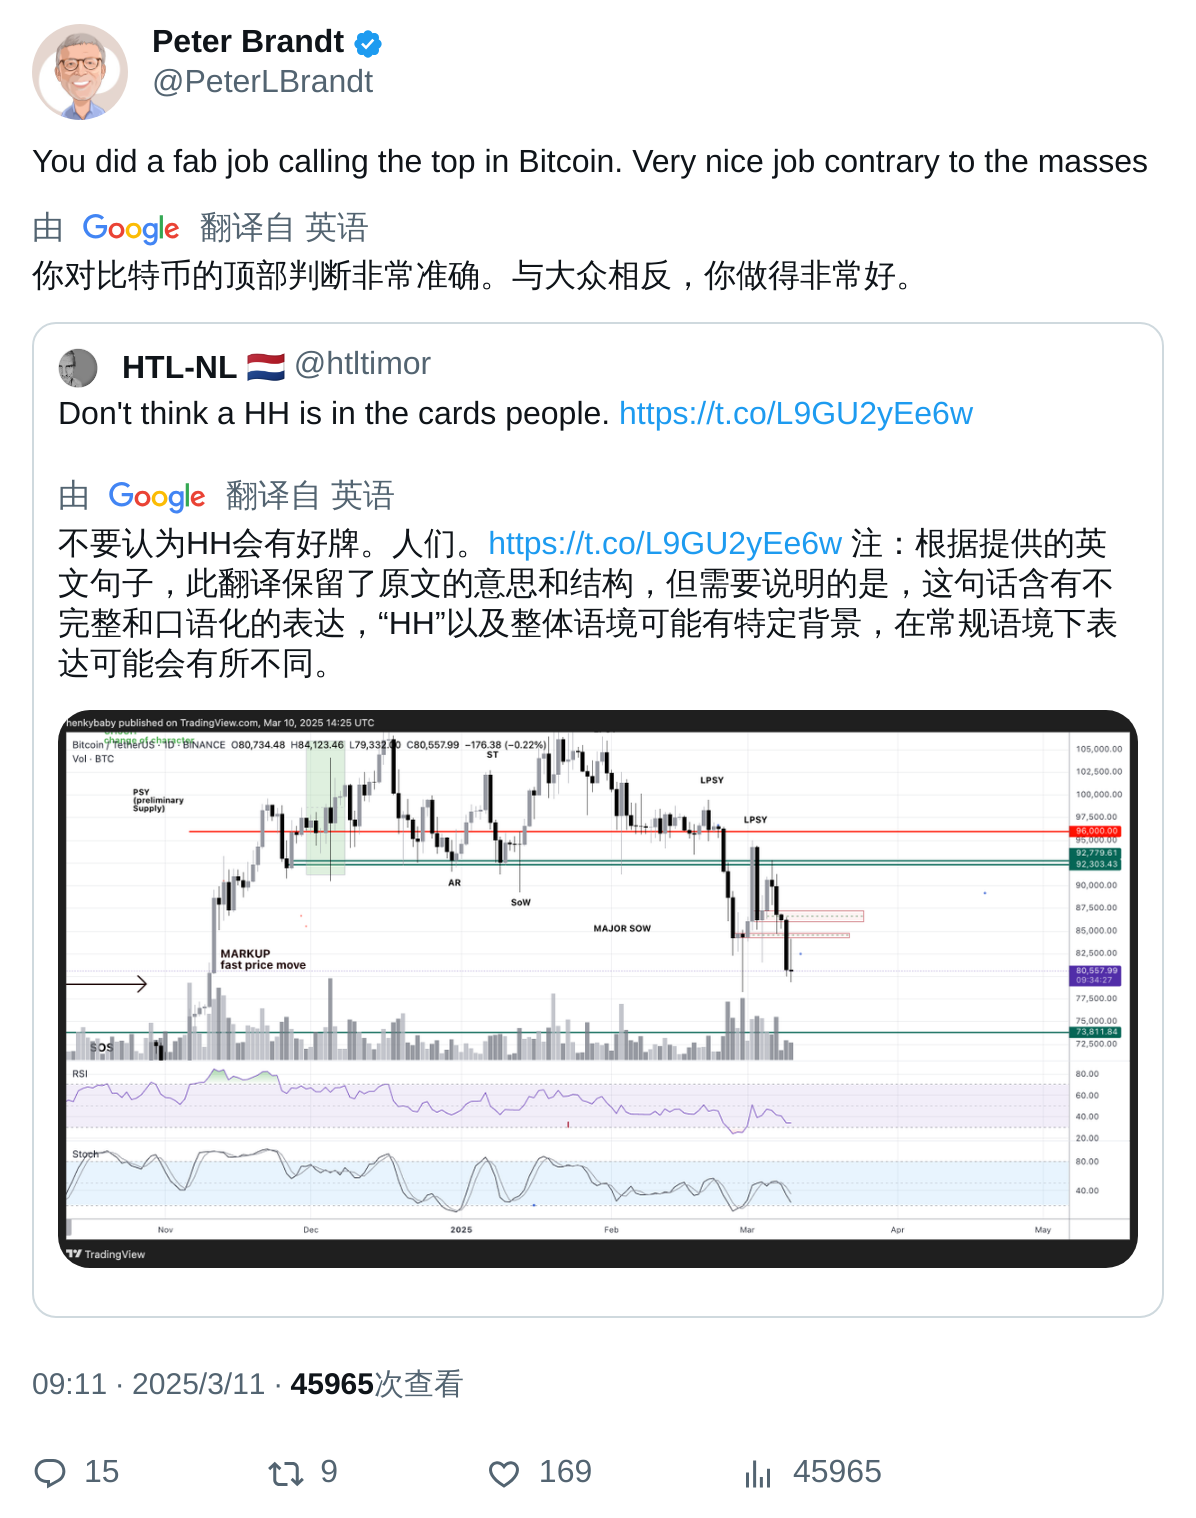 Peter Brandt
@PeterLBrandt
You did a fab job calling the top in Bitcoin. Very nice job contrary to the masses
由 Google 翻译自 英语
你对比特币的顶部判断非常准确。与大众相反，你做得非常好。
HTL-NL 🇳🇱 @htltimor
Don't think a HH is in the cards people. https://t.co/L9GU2yEe6w
由 Google 翻译自 英语
不要认为HH会有好牌。人们。https://t.co/L9GU2yEe6w 注：根据提供的英
文句子，此翻译保留了原文的意思和结构，但需要说明的是，这句话含有不
完整和口语化的表达，“HH”以及整体语境可能有特定背景，在常规语境下表
达可能会有所不同。
henkybaby published on TradingView.com, Mar 10, 2025 14:25 UTC
change of character
Bitcoin / TetherUS · 1D · BINANCE O80,734.48 H84,123.46 L79,332.00 C80,557.99 −176.38 (−0.22%)
Vol · BTC
ST
PSY
(preliminary
Supply)
LPSY
LPSY
AR
SoW
MAJOR SOW
MARKUP
fast price move
SOS
105,000.00
102,500.00
100,000.00
97,500.00
96,000.00
95,000.00
92,779.61
92,303.43
90,000.00
87,500.00
85,000.00
82,500.00
80,557.99
09:34:27
77,500.00
75,000.00
73,811.84
72,500.00
RSI
80.00
60.00
40.00
20.00
Stoch
80.00
40.00
Nov Dec 2025 Feb Mar Apr May
TradingView
09:11 · 2025/3/11 · 45965次查看
15 9 169 45965